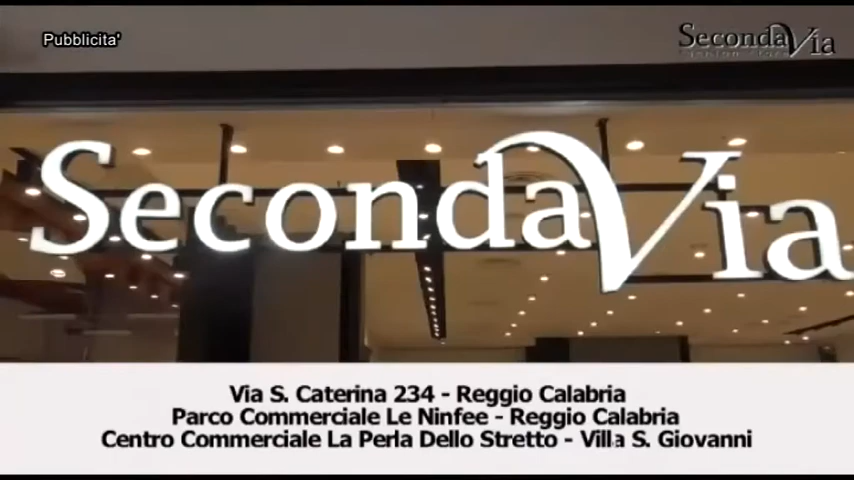 Pubblicita'
SecondaVia
SecondaVia
Via S. Caterina 234 - Reggio Calabria
Parco Commerciale Le Ninfee - Reggio Calabria
Centro Commerciale La Perla Dello Stretto - Villa S. Giovanni